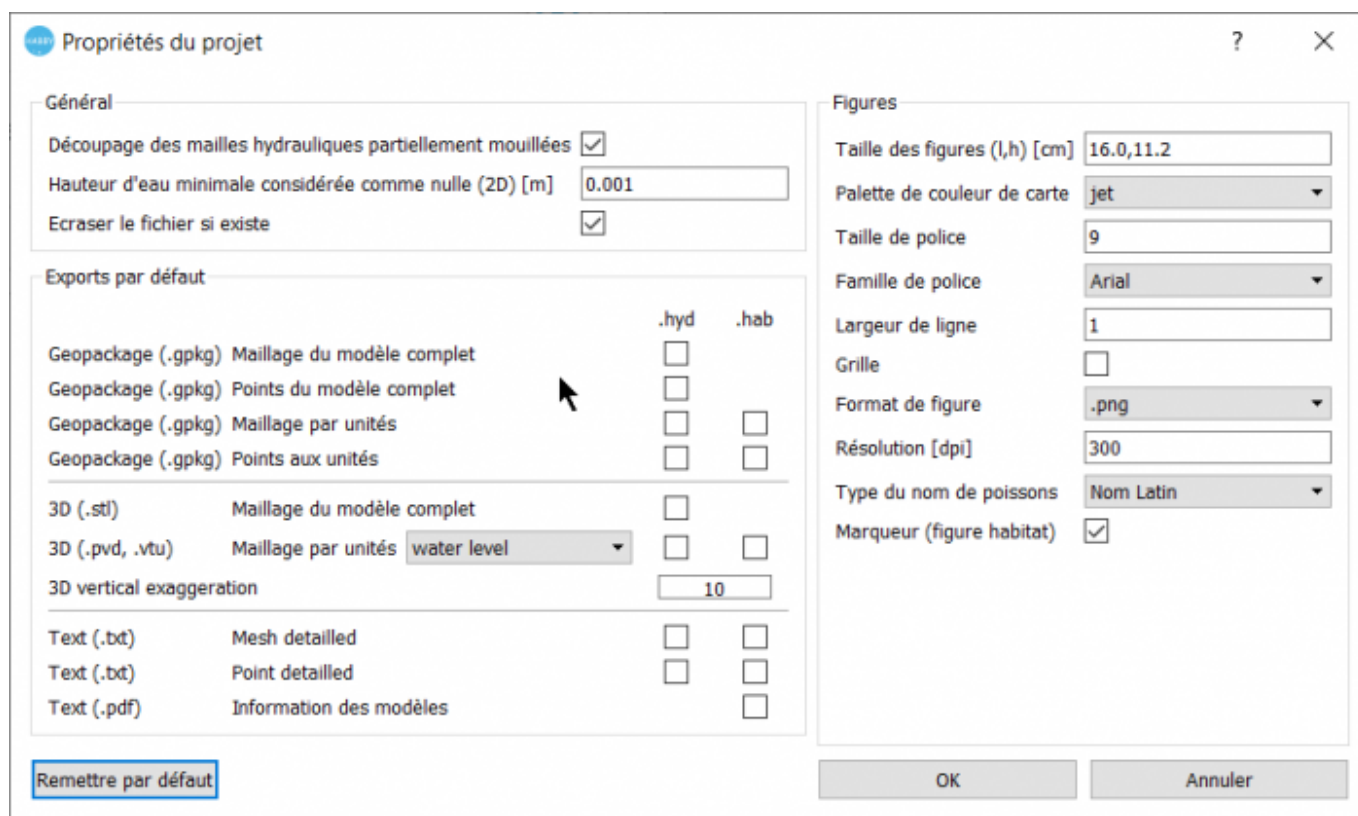 HABBY
Propriétés du projet
?
Général
Découpage des mailles hydrauliques partiellement mouillées
Hauteur d'eau minimale considérée comme nulle (2D) [m] 0.001
Ecraser le fichier si existe
Exports par défaut
.hyd .hab
Geopackage (.gpkg) Maillage du modèle complet
Geopackage (.gpkg) Points du modèle complet
Geopackage (.gpkg) Maillage par unités
Geopackage (.gpkg) Points aux unités
3D (.stl) Maillage du modèle complet
3D (.pvd, .vtu) Maillage par unités water level
3D vertical exaggeration 10
Text (.txt) Mesh detailled
Text (.txt) Point detailled
Text (.pdf) Information des modèles
Figures
Taille des figures (l,h) [cm] 16.0,11.2
Palette de couleur de carte jet
Taille de police 9
Famille de police Arial
Largeur de ligne 1
Grille
Format de figure .png
Résolution [dpi] 300
Type du nom de poissons Nom Latin
Marqueur (figure habitat)
Remettre par défaut
OK
Annuler